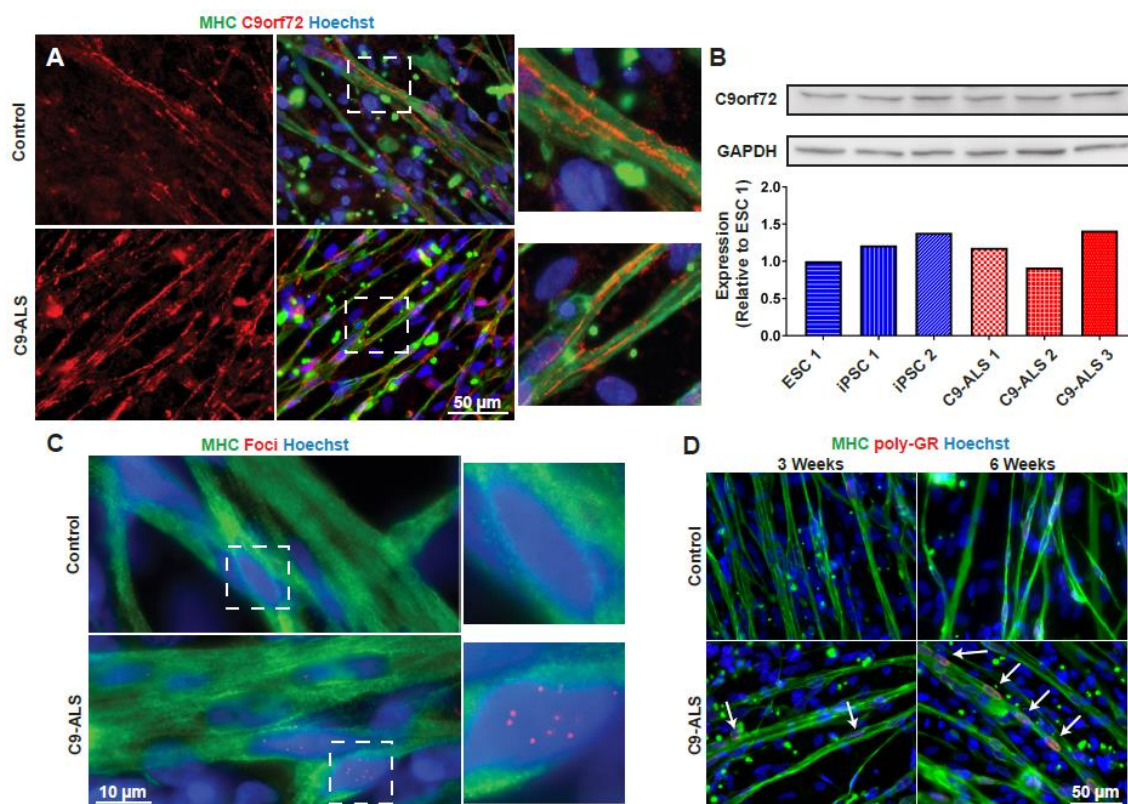 A
MHC C9orf72 Hoechst
Control
C9-ALS
50 µm
B
C9orf72
GAPDH
Expression
(Relative to ESC 1)
2.0
1.5
1.0
0.5
0.0
ESC 1
iPSC 1
iPSC 2
C9-ALS 1
C9-ALS 2
C9-ALS 3
C
MHC Foci Hoechst
Control
C9-ALS
10 µm
D
MHC poly-GR Hoechst
3 Weeks
6 Weeks
Control
C9-ALS
50 µm